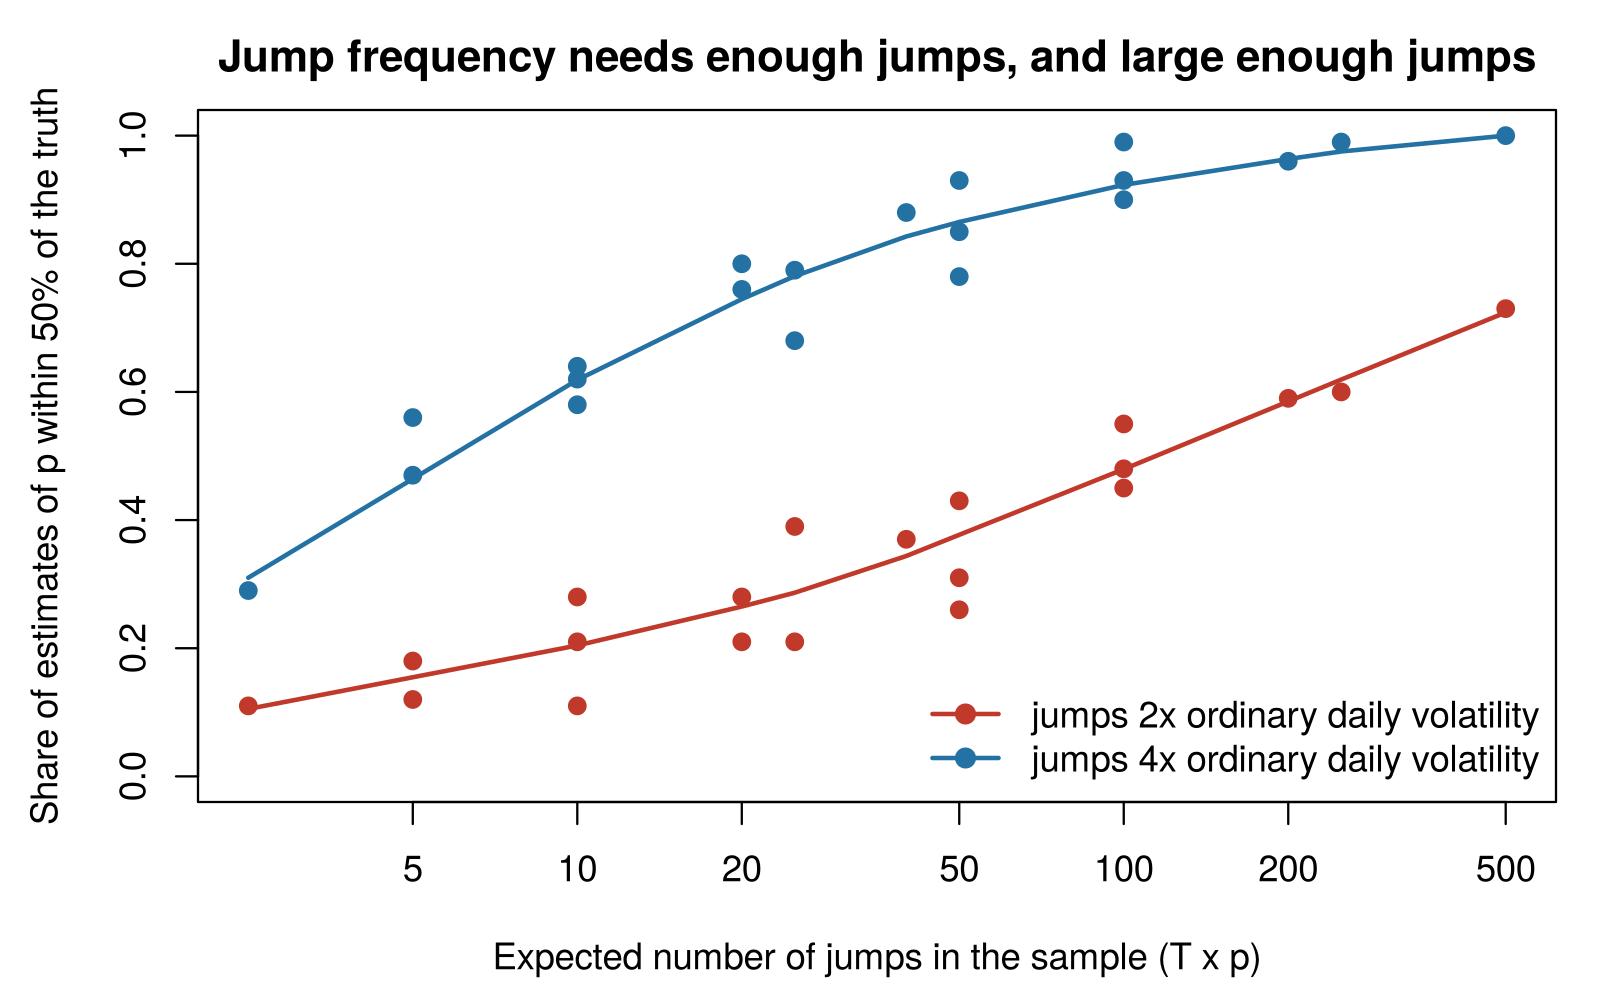 Jump frequency needs enough jumps, and large enough jumps
Share of estimates of p within 50% of the truth
1.0
0.8
0.6
0.4
0.2
0.0
jumps 2x ordinary daily volatility
jumps 4x ordinary daily volatility
5 10 20 50 100 200 500
Expected number of jumps in the sample (T x p)